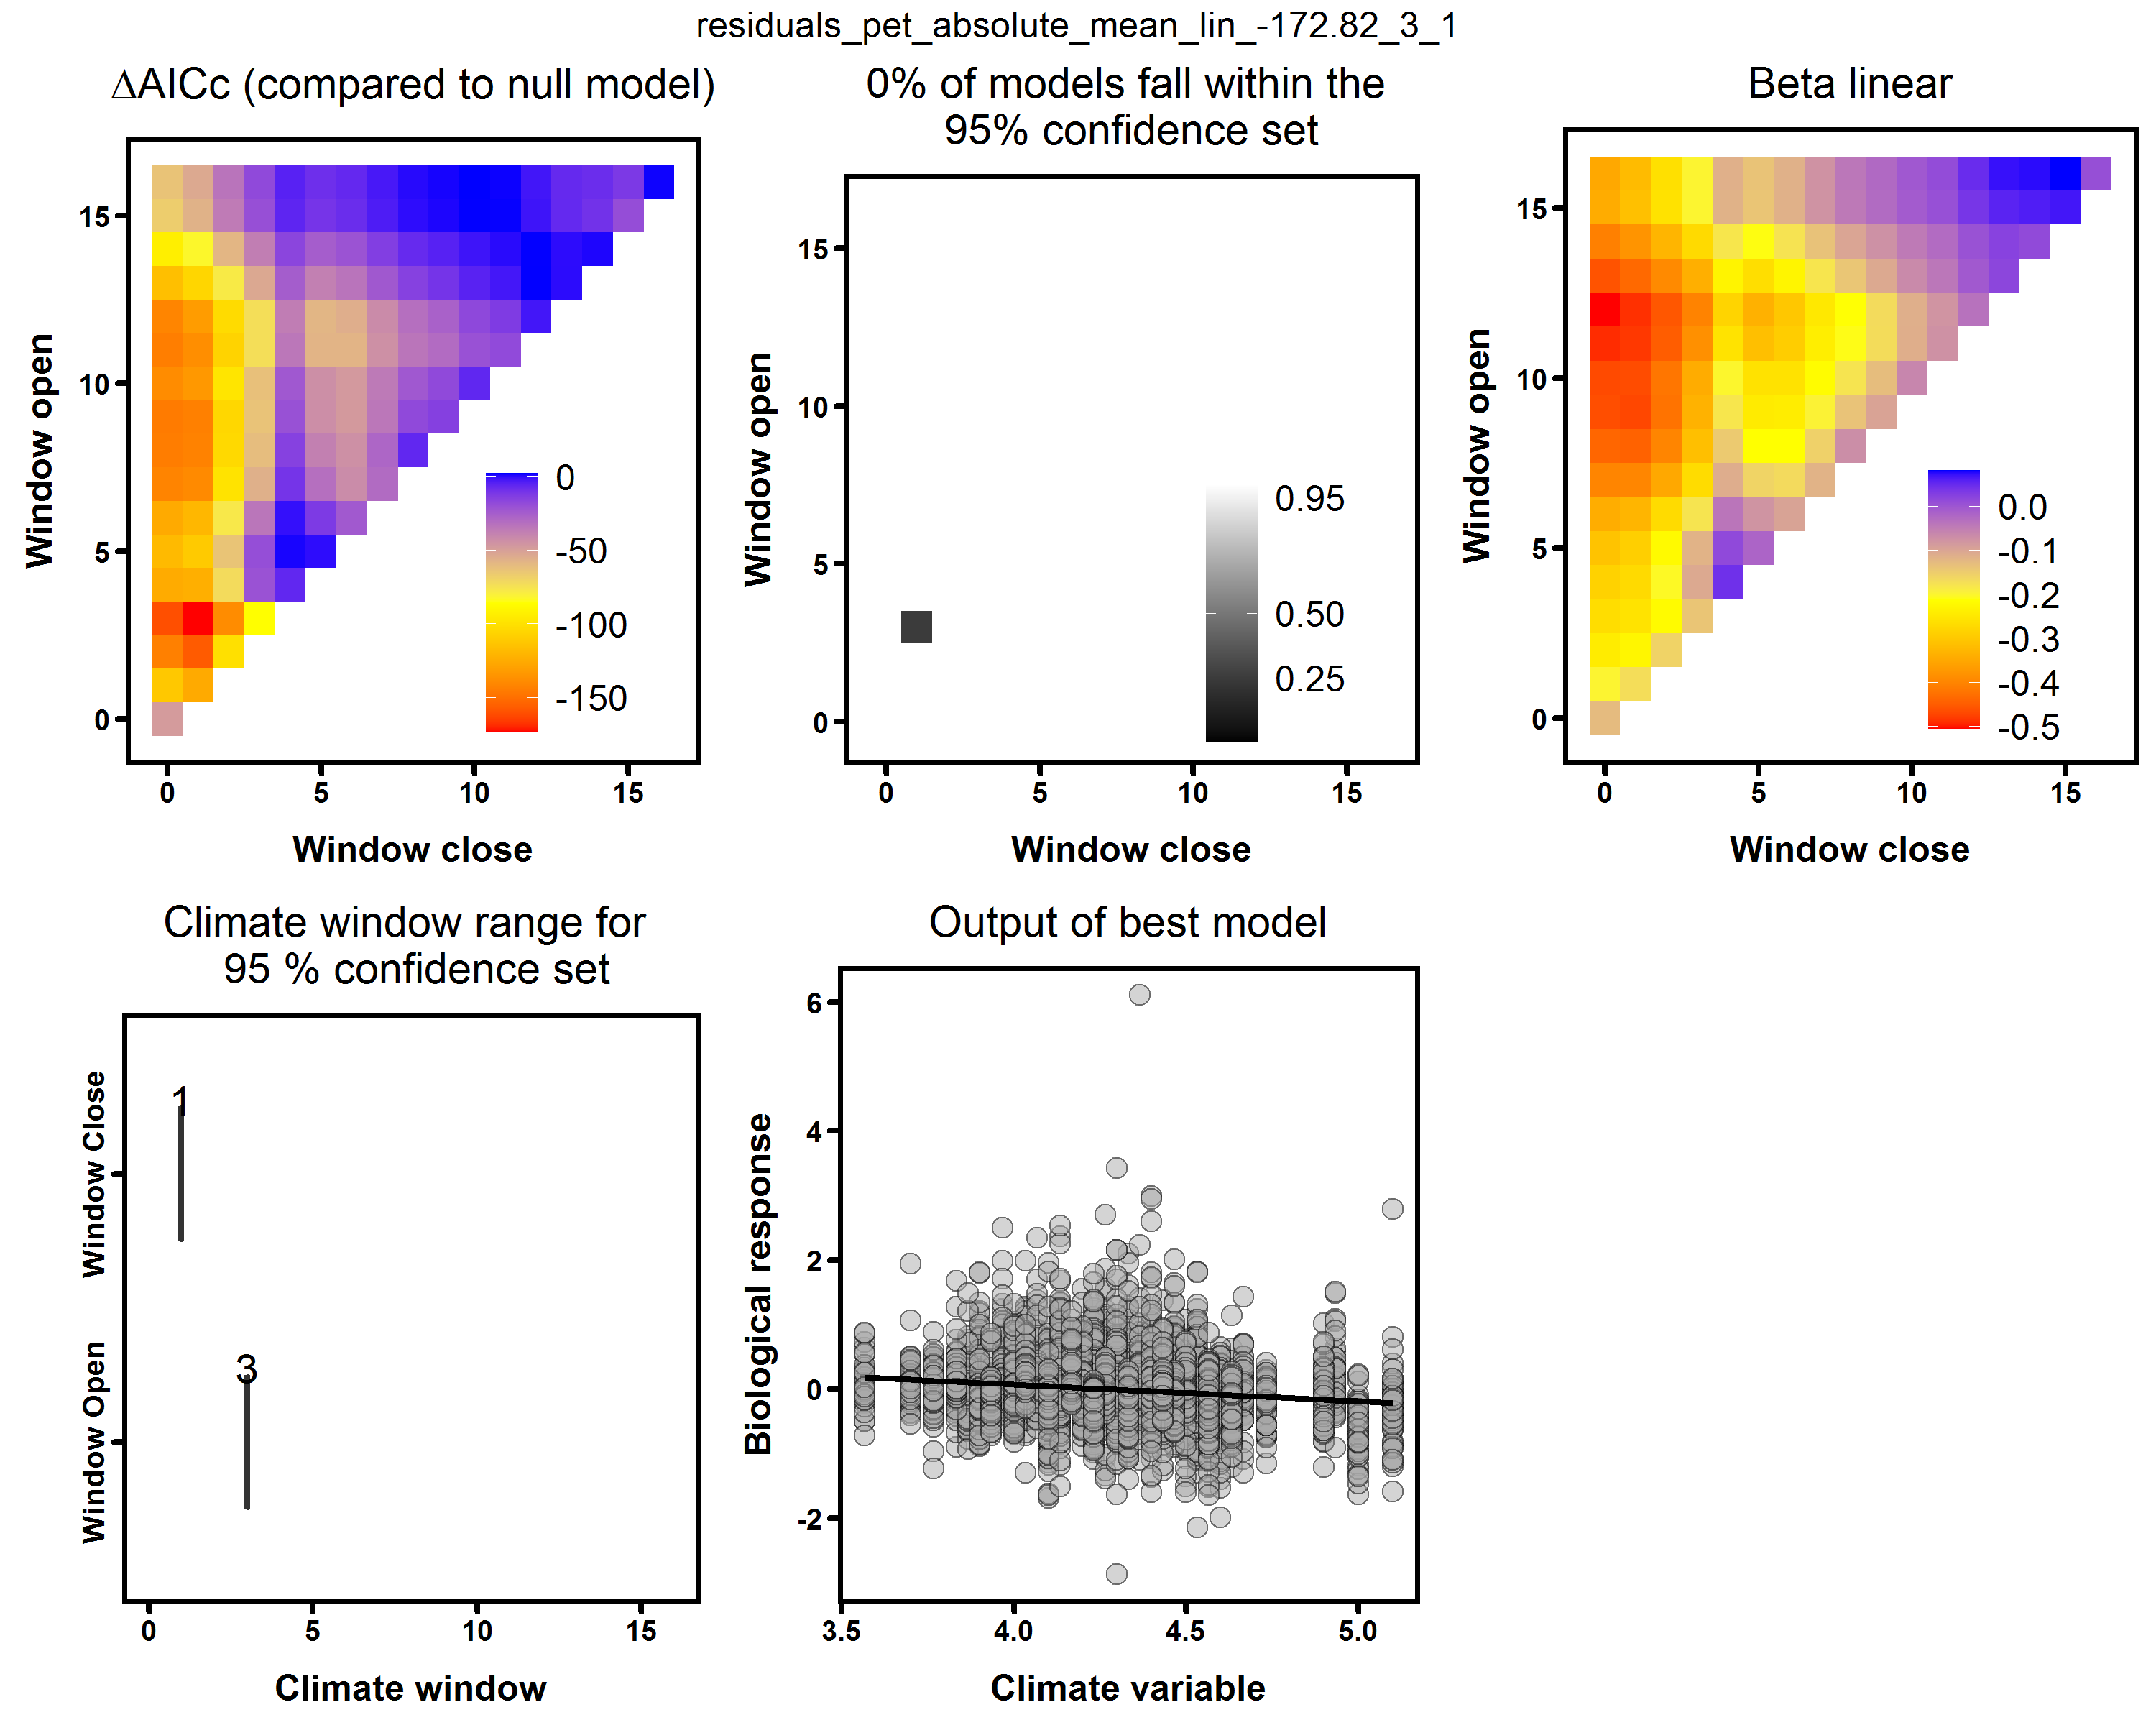 residuals_pet_absolute_mean_lin_-172.82_3_1
ΔAICc (compared to null model)
0% of models fall within the
95% confidence set
Beta linear
Window open
15
10
5
0
0
-50
-100
-150
0
5
10
15
Window close
Window open
15
10
5
0
0.95
0.50
0.25
0
5
10
15
Window close
Window open
15
10
5
0
0.0
-0.1
-0.2
-0.3
-0.4
-0.5
0
5
10
15
Window close
Climate window range for
95 % confidence set
Window Close
Window Open
1
3
0
5
10
15
Climate window
Output of best model
Biological response
6
4
2
0
-2
3.5
4.0
4.5
5.0
Climate variable